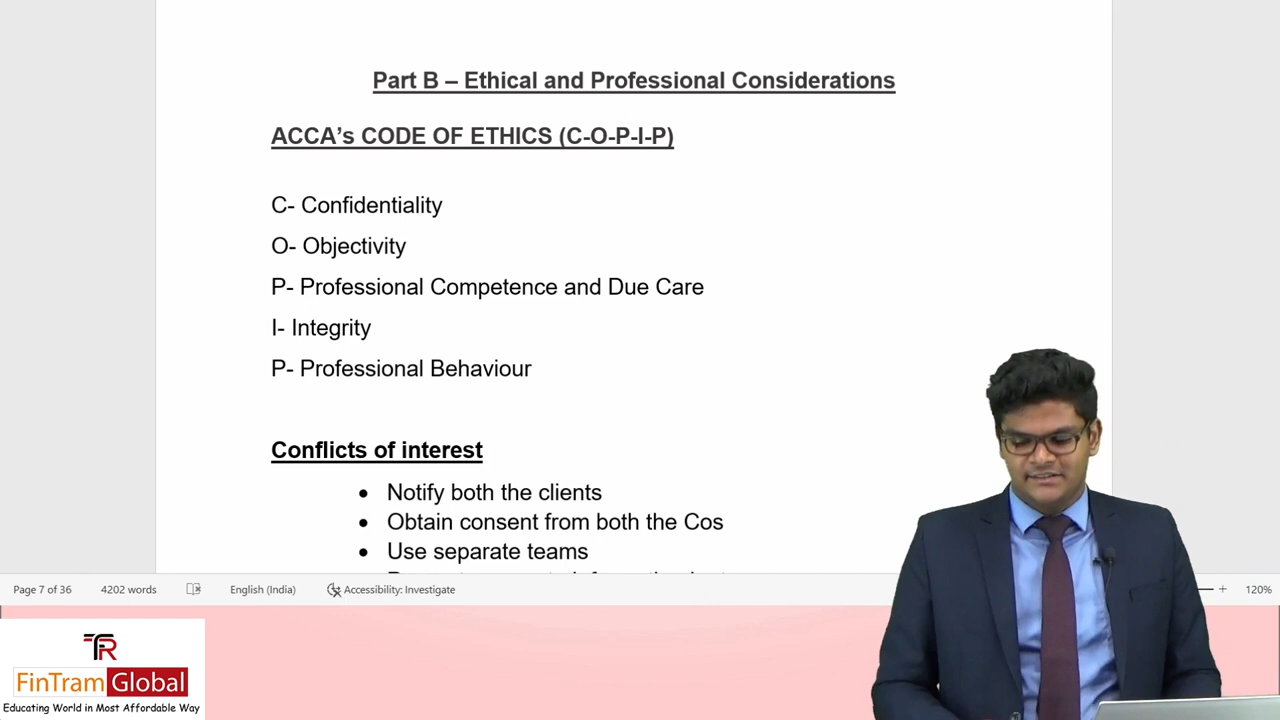 Part B – Ethical and Professional Considerations
ACCA's CODE OF ETHICS (C-O-P-I-P)
C- Confidentiality
O- Objectivity
P- Professional Competence and Due Care
I- Integrity
P- Professional Behaviour
Conflicts of interest
• Notify both the clients
• Obtain consent from both the Cos
• Use separate teams
Page 7 of 36 4202 words English (India) Accessibility: Investigate + 120%
FinTram Global
Educating World in Most Affordable Way